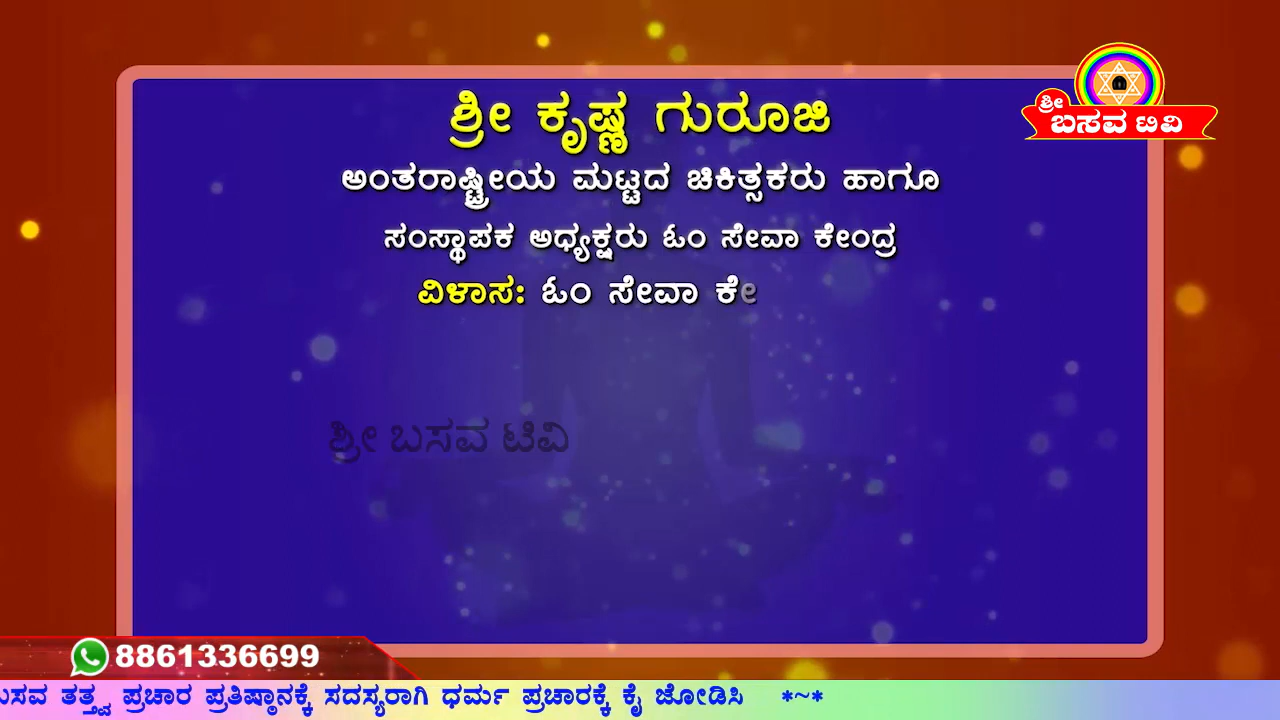 ಶ್ರೀ ಕೃಷ್ಣ ಗುರೂಜಿ
ಶ್ರೀ
ಬಸವ ಟಿವಿ
ಅಂತರಾಷ್ಟ್ರೀಯ ಮಟ್ಟದ ಚಿಕಿತ್ಸಕರು ಹಾಗೂ
ಸಂಸ್ಥಾಪಕ ಅಧ್ಯಕ್ಷರು ಓಂ ಸೇವಾ ಕೇಂದ್ರ
ವಿಳಾಸ: ಓಂ ಸೇವಾ ಕೇ
ಶ್ರೀ ಬಸವ ಟಿವಿ
8861336699
ತತ್ತ್ವ ಪ್ರಚಾರ ಪ್ರತಿಷ್ಠಾನಕ್ಕೆ ಸದಸ್ಯರಾಗಿ ಧರ್ಮ ಪ್ರಚಾರಕ್ಕೆ ಕೈ ಜೋಡಿಸಿ *~*